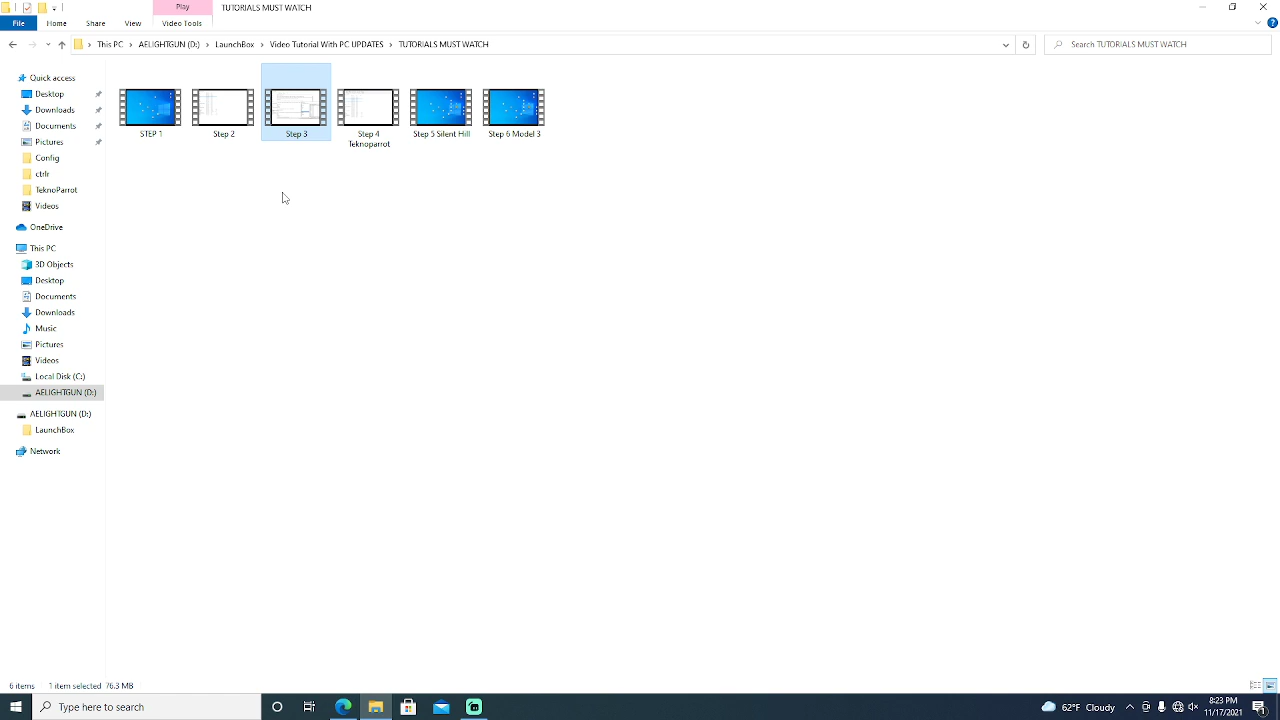 Play
TUTORIALS MUST WATCH
File
Home
Share
View
Video Tools
This PC
AELIGHTGUN (D:)
LaunchBox
Video Tutorial With PC UPDATES
TUTORIALS MUST WATCH
Search TUTORIALS MUST WATCH
Quick access
Desktop
Downloads
Documents
Pictures
Config
ctrlr
TeknoParrot
Videos
OneDrive
This PC
3D Objects
Desktop
Documents
Downloads
Music
Pictures
Videos
Local Disk (C:)
AELIGHTGUN (D:)
AELIGHTGUN (D:)
LaunchBox
Network
STEP 1
Step 2
Step 3
Step 4
Teknoparrot
Step 5 Silent Hill
Step 6 Model 3
6 items
1 item selected 76.3 MB
Type here to search
62°F Cloudy
8:23 PM
11/17/2021